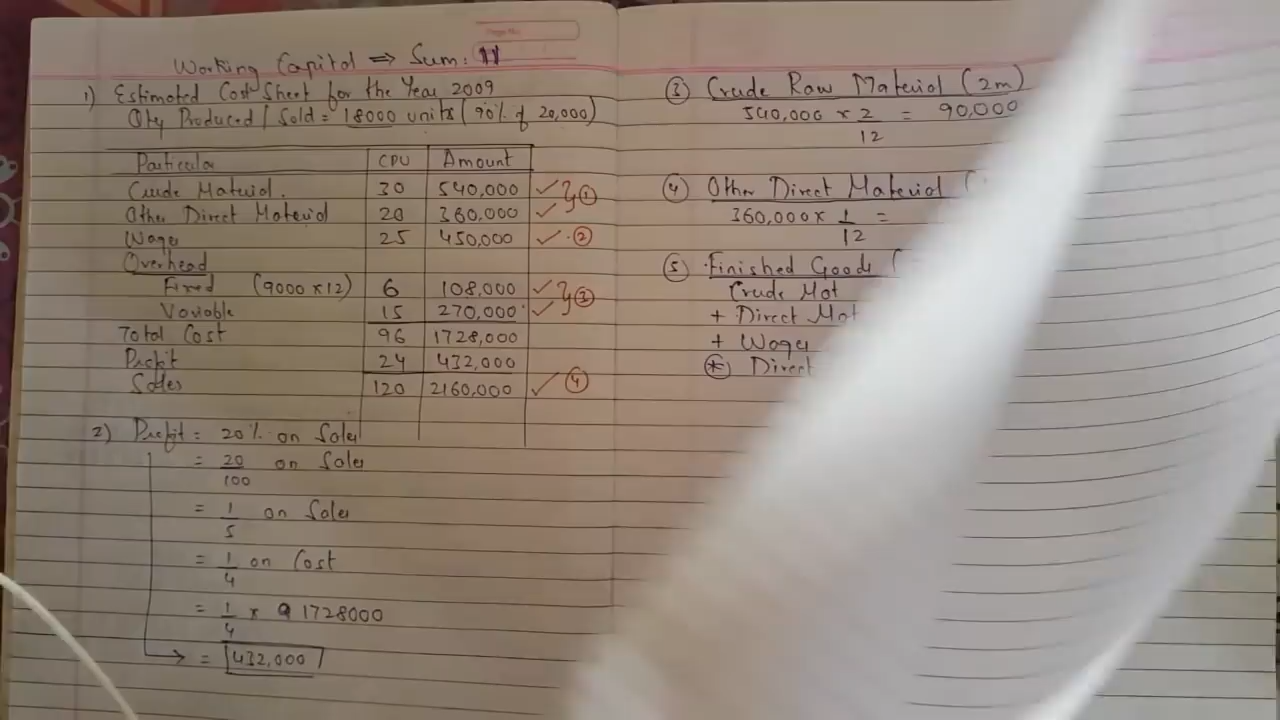 Working Capital ⇒ Sum: 11
1) Estimated Cost Sheet for the Year 2009
Qty Produced / Sold = 18000 units (90% of 20,000)
Particular CPU Amount
Crude Material. 30 540,000 ✓
Other Direct Material 20 360,000 ✓ } ①
Wages 25 450,000 ✓ ②
Overhead
Fixed (9000 x 12) 6 108,000 ✓
Variable 15 270,000 ✓ } ③
Total Cost 96 1728,000
Profit 24 432,000
Sales 120 2160,000 ✓ ④
2) Profit = 20% on Sales
= 20/100 on Sales
= 1/5 on Sales
= 1/4 on Cost
= 1/4 x 1728000
→ = 432,000
③ Crude Raw Material (2m)
540,000 x 2/12 = 90,000
④ Other Direct Material (
360,000 x 1/12 =
⑤ Finished Goods (
Crude Mat
+ Direct Mat
+ Wages
* Direct